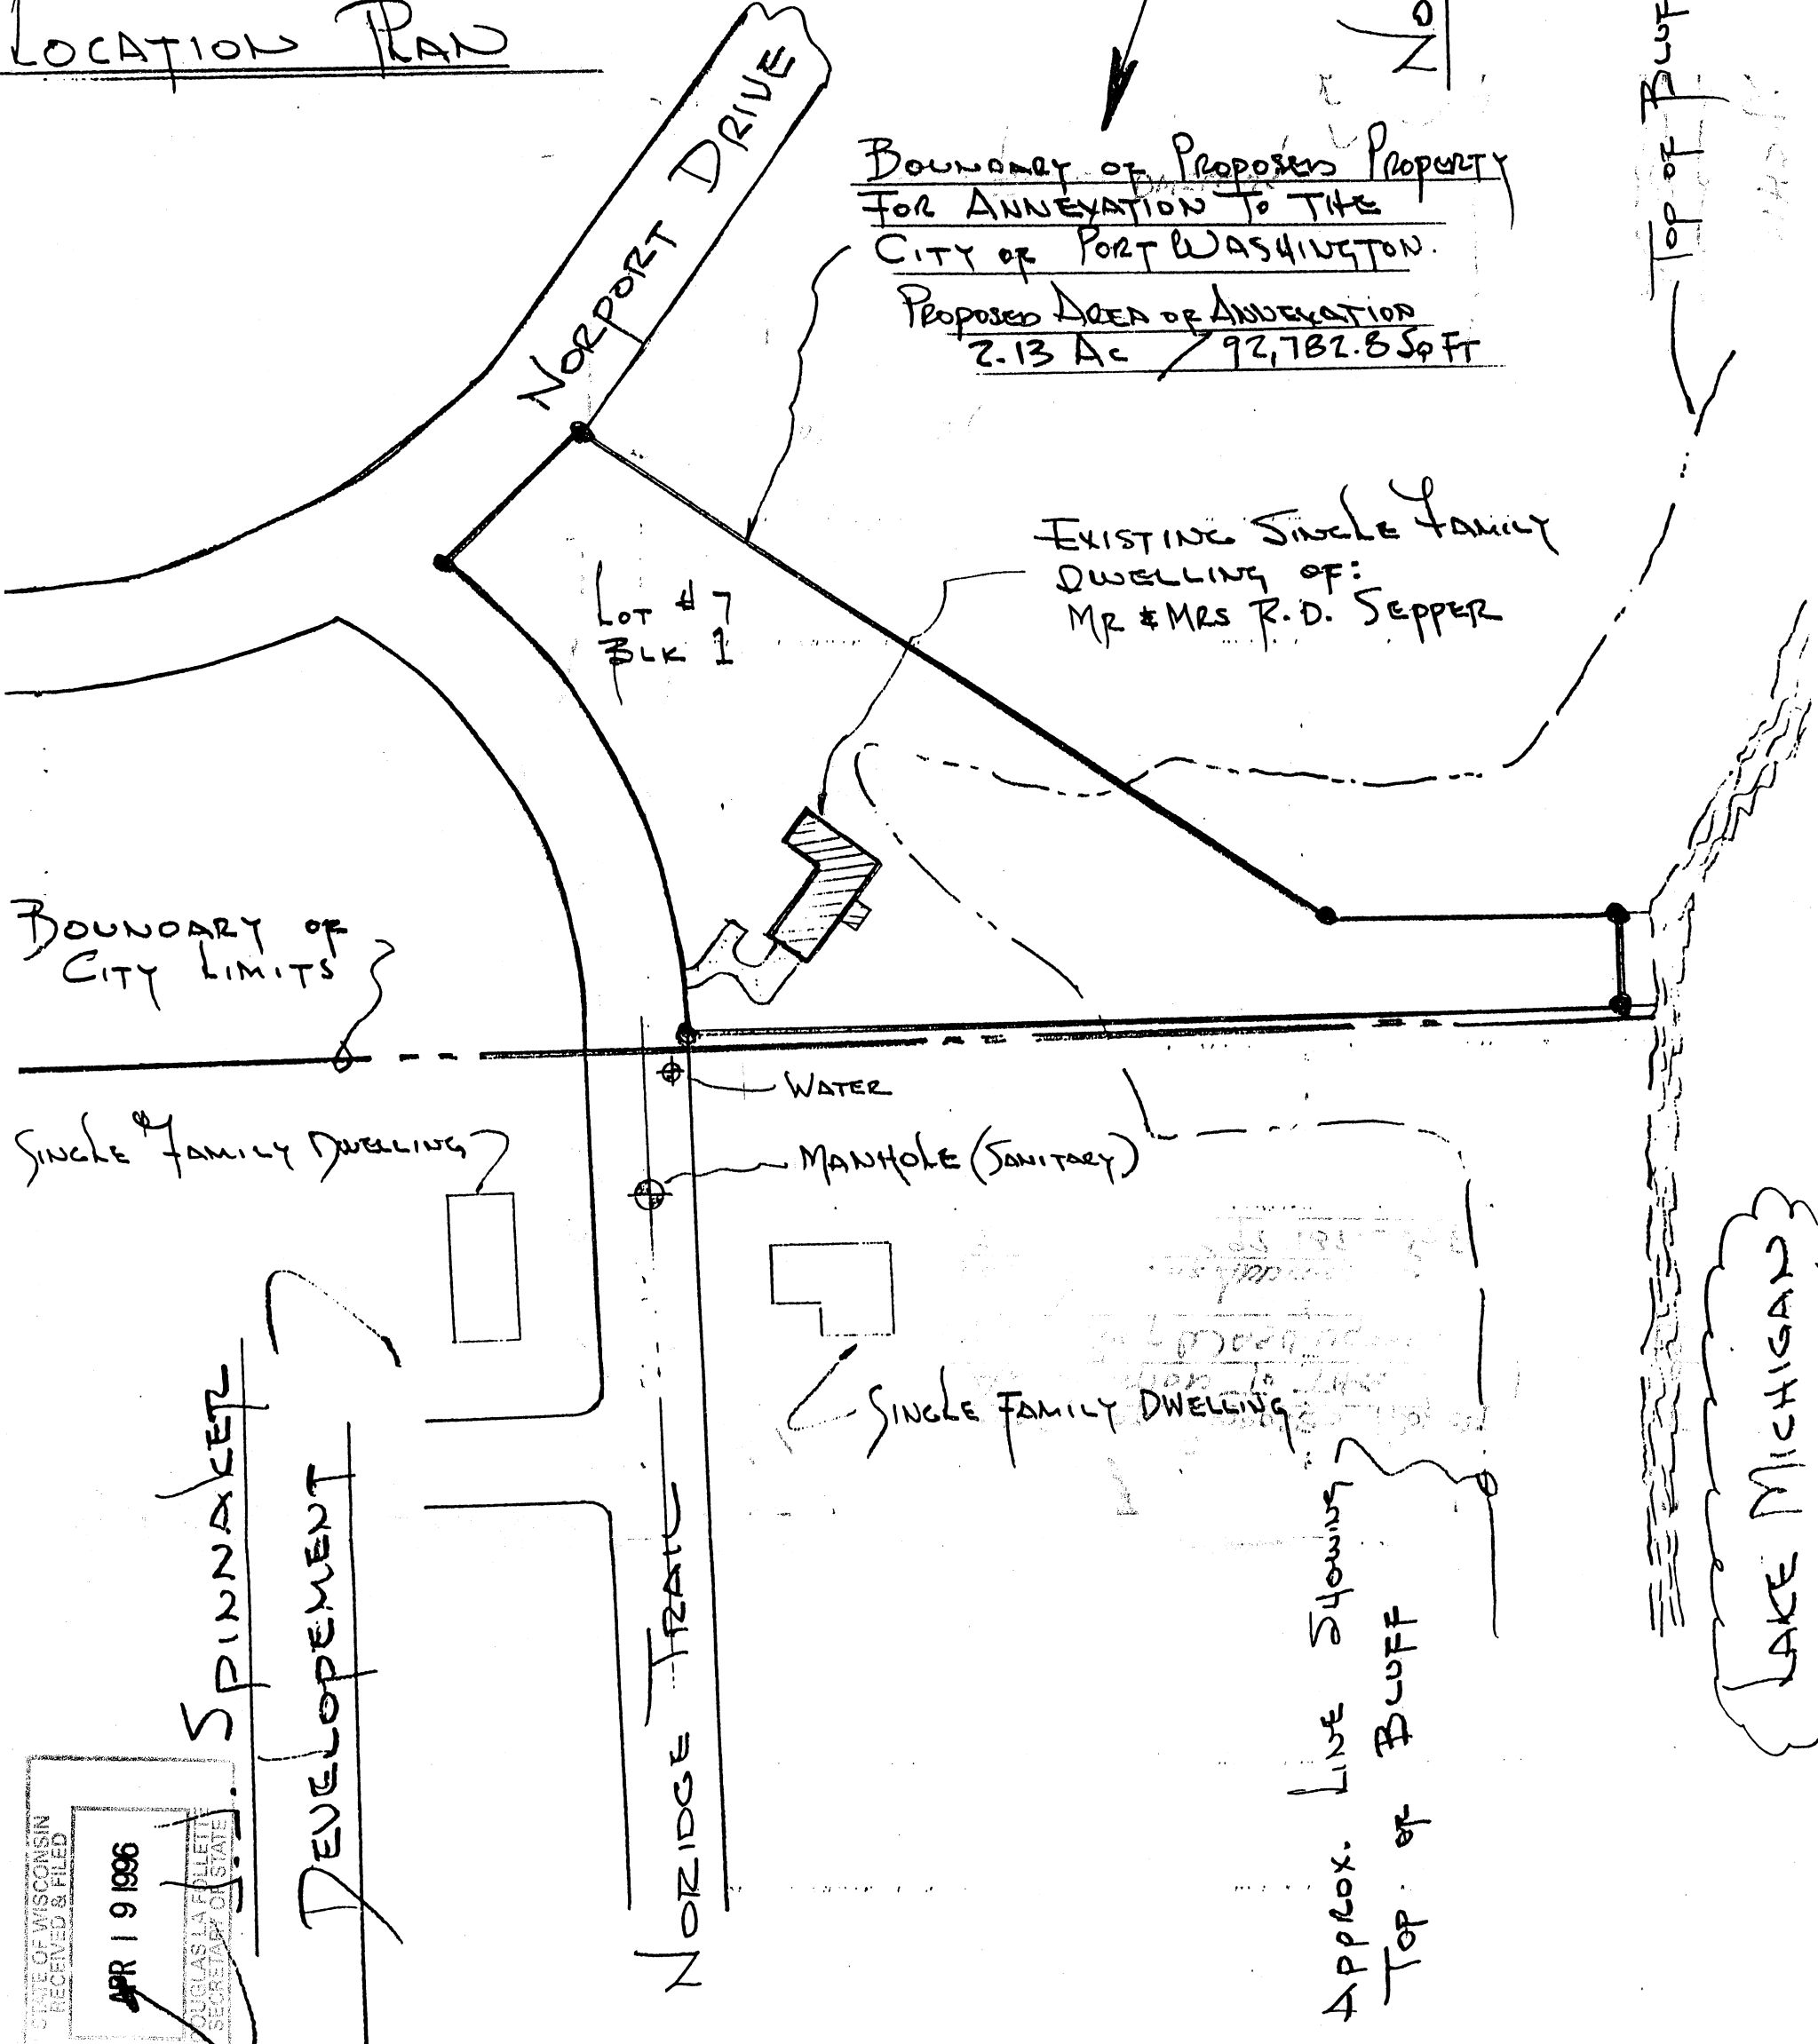 LOCATION PLAN
NORPORT DRIVE
No
TOP OF BLUF
BOUNDARY OF PROPOSED PROPERTY
FOR ANNEXATION TO THE
CITY OF PORT WASHINGTON.
PROPOSED AREA OF ANNEXATION
2.13 AC / 92,782.8 SQ FT
EXISTING SINGLE FAMILY
DWELLING OF:
MR & MRS R.D. SEPPER
LOT # 7
BLK 1
BOUNDARY OF
CITY LIMITS
WATER
SINGLE FAMILY DWELLING
MANHOLE (SANITARY)
SINGLE FAMILY DWELLING
SPINNAKER
DEVELOPEMENT
NORIDGE TRAIL
APPROX. LINE SHOWING
TOP OF BLUFF
LAKE MICHIGAN
STATE OF WISCONSIN
RECEIVED & FILED
APR 19 1996
DOUGLAS LA FOLLETTE
SECRETARY OF STATE